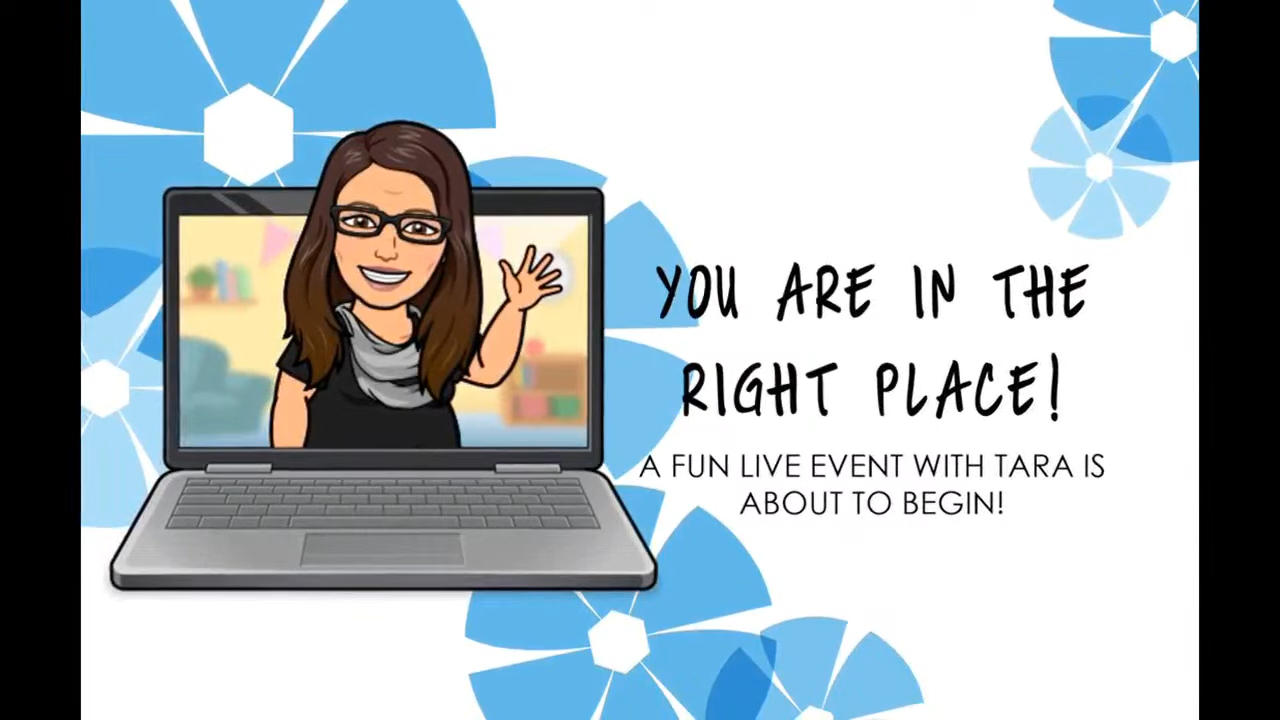 YOU ARE IN THE
RIGHT PLACE!
A FUN LIVE EVENT WITH TARA IS
ABOUT TO BEGIN!